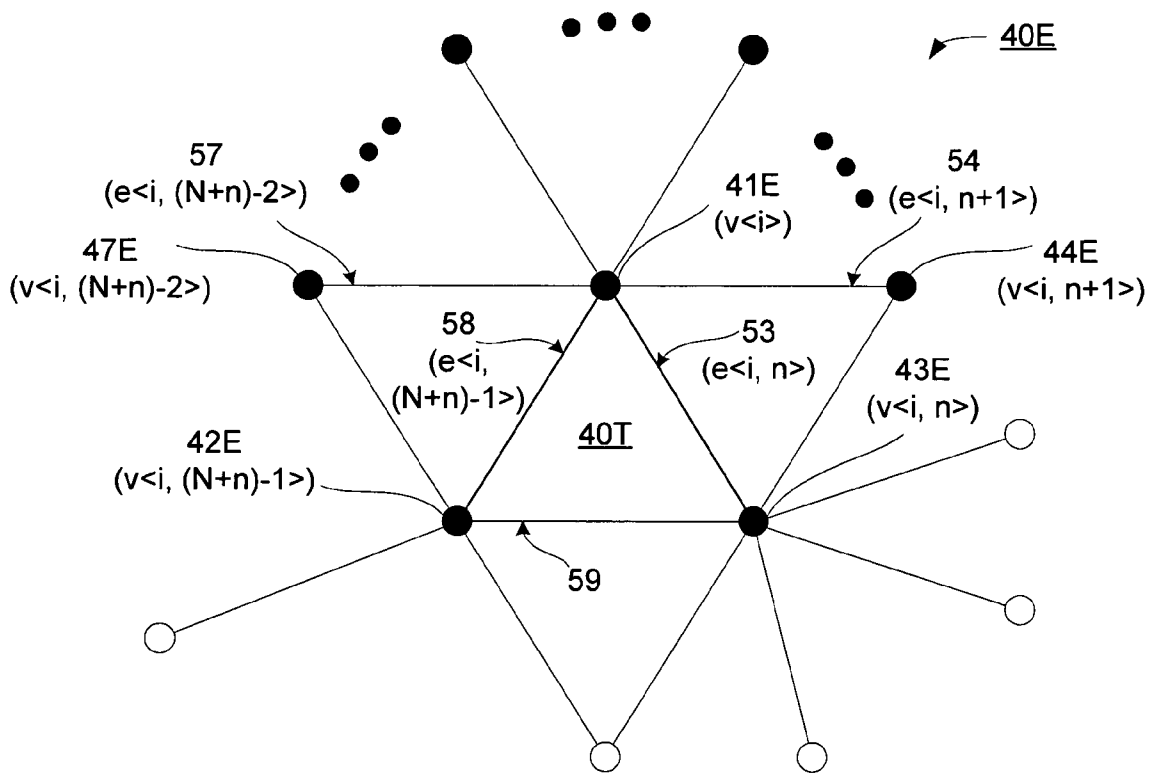 40E
57
(e<i, (N+n)-2>)
54
(e<i, n+1>)
41E
(v<i>)
47E
(v<i, (N+n)-2>)
44E
(v<i, n+1>)
58
(e<i,
(N+n)-1>)
53
(e<i, n>)
43E
(v<i, n>)
40T
42E
(v<i, (N+n)-1>)
59